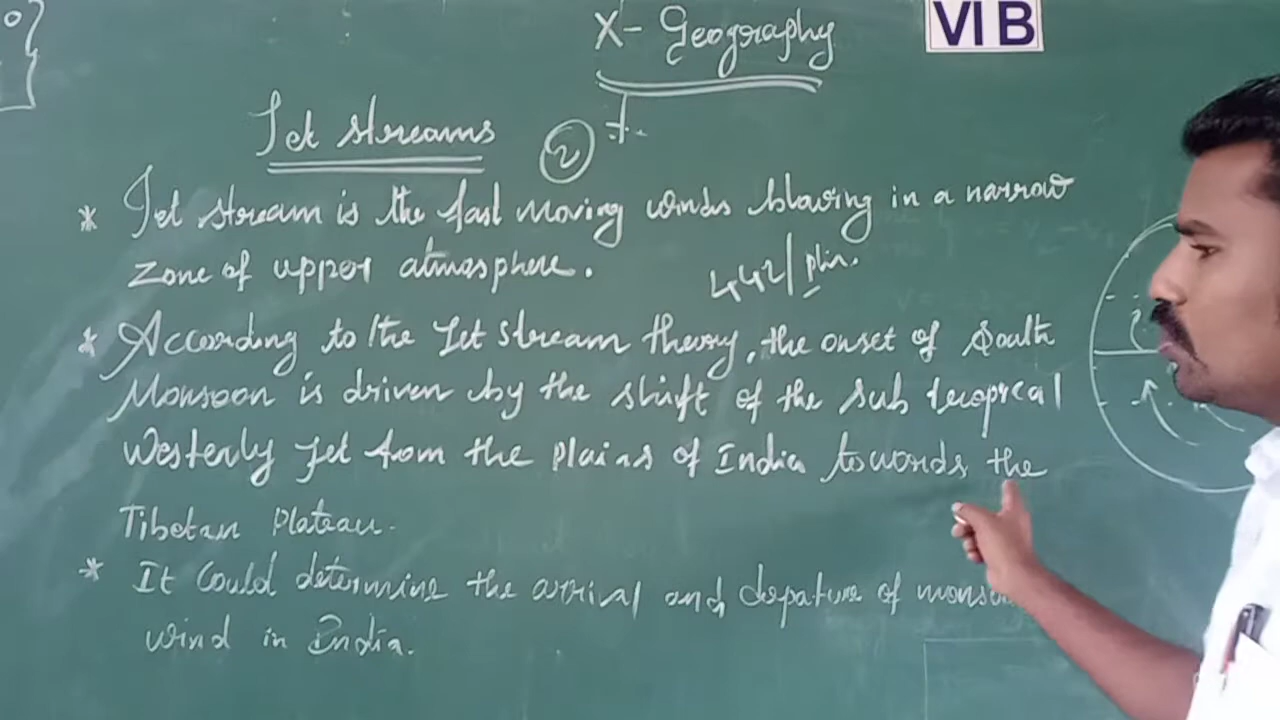 X- Geography
VI B
Jet streams
2
* Jet stream is the fast moving winds blowing in a narrow
zone of upper atmosphere.
442/
* According to the Jet stream theory, the onset of South
Monsoon is driven by the shift of the sub tropical
Westerly jet from the plains of India towards the
Tibetan Plateau.
* It could determine the arrival and depature of
wind in India.